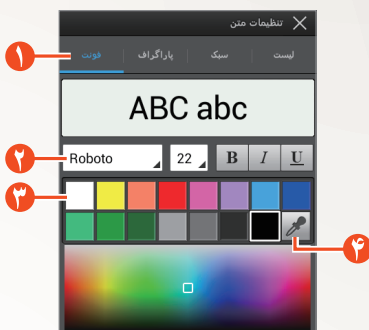 تنظیمات متن
لیست سبک پاراگراف فونت
۱
ABC abc
۲
Roboto 22 B I U
۳
۴